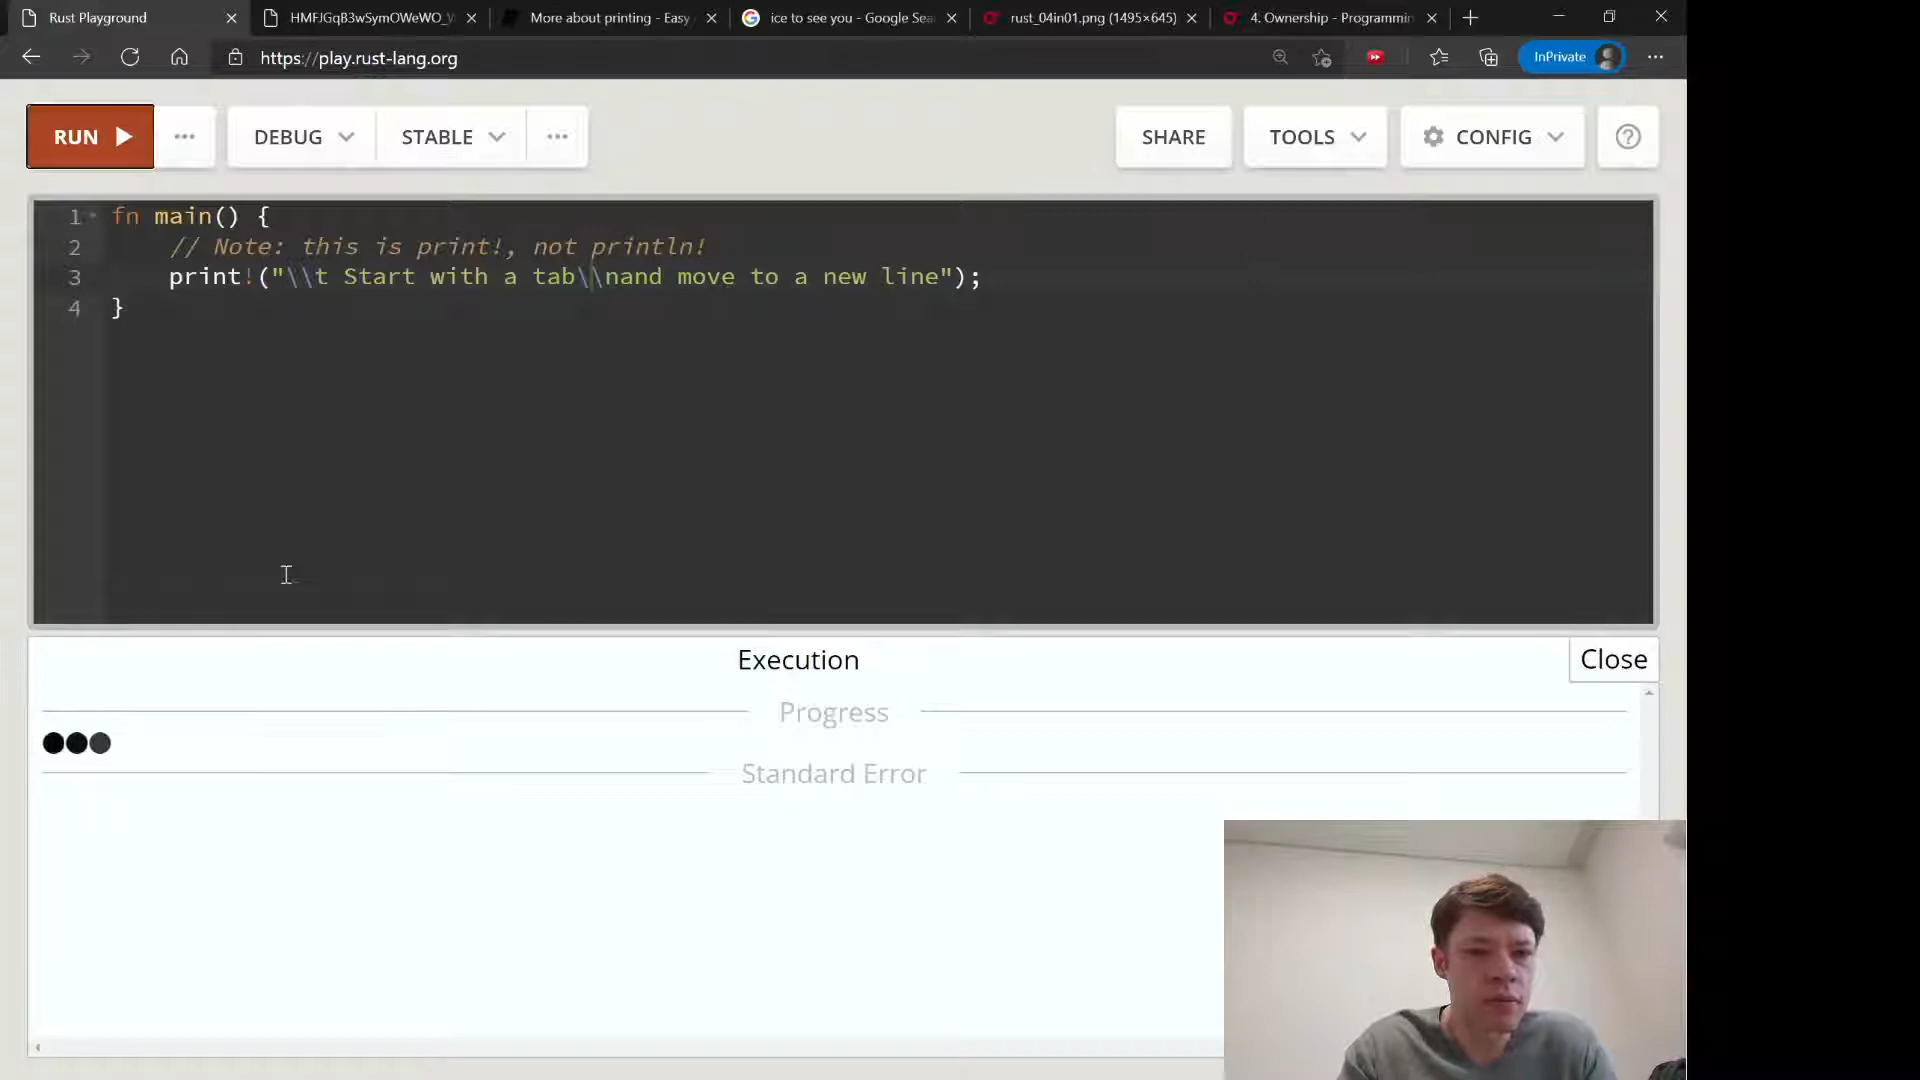 Rust Playground
HMFJGqB3wSymOWeWO_
More about printing - Easy
ice to see you - Google Sea
rust_04in01.png (1495×645)
4. Ownership - Programmin
https://play.rust-lang.org
InPrivate
RUN
DEBUG
STABLE
SHARE
TOOLS
CONFIG
1 fn main() {
2 // Note: this is print!, not println!
3 print!("\\t Start with a tab\\nand move to a new line");
4 }
Execution
Close
Progress
Standard Error